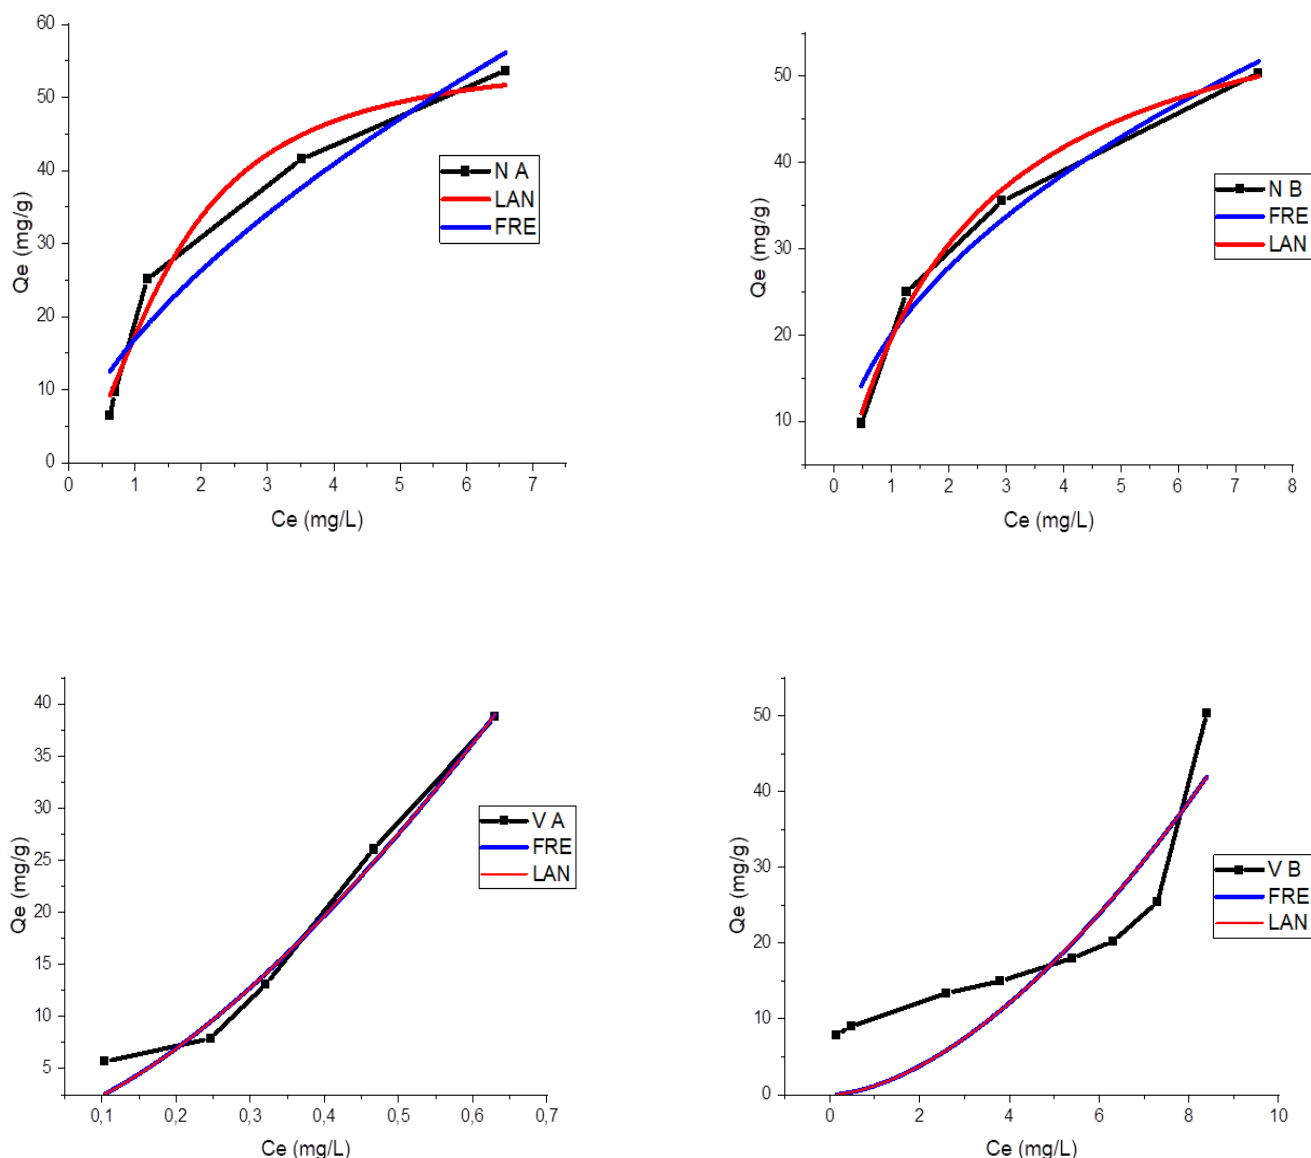 60
50
40
30
20
10
0
Qe (mg/g)
0 1 2 3 4 5 6 7
Ce (mg/L)
N A
LAN
FRE
50
40
30
20
10
Qe (mg/g)
0 1 2 3 4 5 6 7 8
Ce (mg/L)
N B
FRE
LAN
40
35
30
25
20
15
10
5
Qe (mg/g)
0,1 0,2 0,3 0,4 0,5 0,6 0,7
Ce (mg/L)
V A
FRE
LAN
50
40
30
20
10
0
Qe (mg/g)
0 2 4 6 8 10
Ce (mg/L)
V B
FRE
LAN